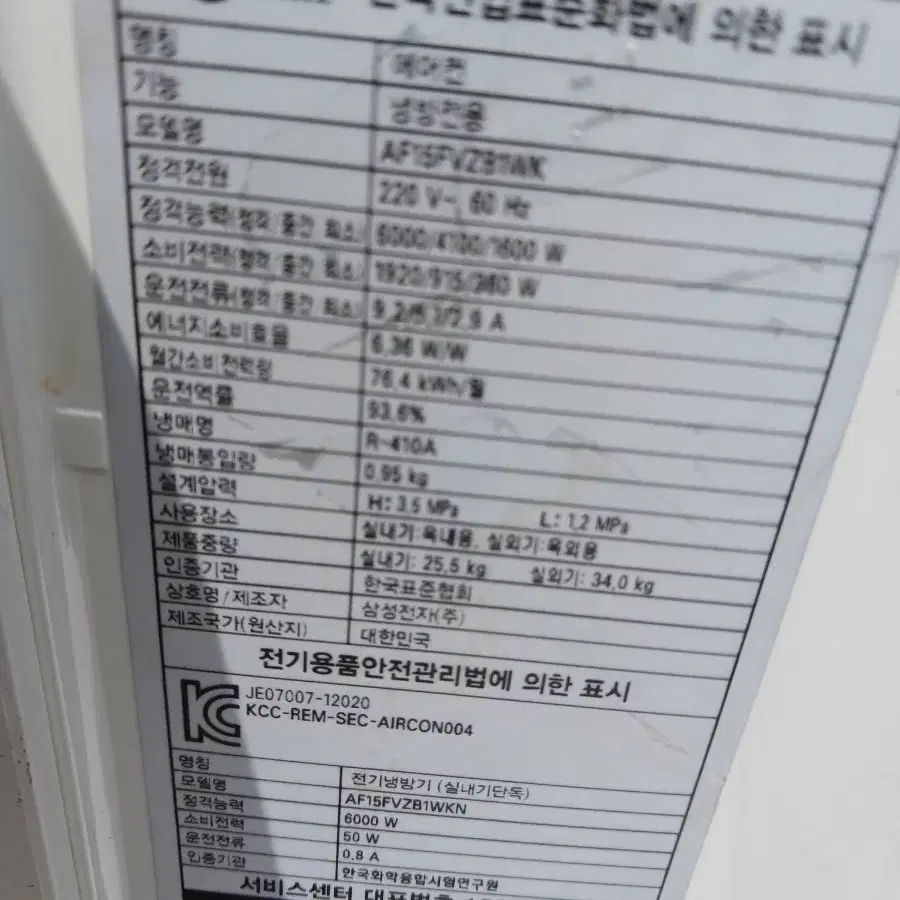 한국산업표준화법에 의한 표시
명칭 에어컨
기능 냉방전용
모델명 AF15FVZB1WK
정격전원 220 V~, 60 Hz
정격능력(정격/중간/최소) 6000/4100/1600 W
소비전력(정격/중간/최소) 1920/915/360 W
운전전류(정격/중간/최소) A
에너지소비효율 6.36 W/W
월간소비전력량 76.4 kWh/월
운전역률 93.6%
냉매명 R-410A
냉매봉입량 0.95 kg
설계압력 H: 3.5 MPa L: 1.2 MPa
사용장소 실내기:옥내용, 실외기:옥외용
제품중량 실내기: 25.5 kg 실외기: 34.0 kg
인증기관 한국표준협회
상호명/제조자 삼성전자(주)
제조국가(원산지) 대한민국
전기용품안전관리법에 의한 표시
JE07007-12020
KCC-REM-SEC-AIRCON004
명칭 전기냉방기 (실내기단독)
모델명 AF15FVZB1WKN
정격능력 6000 W
소비전력 50 W
운전전류 0.8 A
인증기관 한국화학융합시험연구원
서비스센터 대표번호